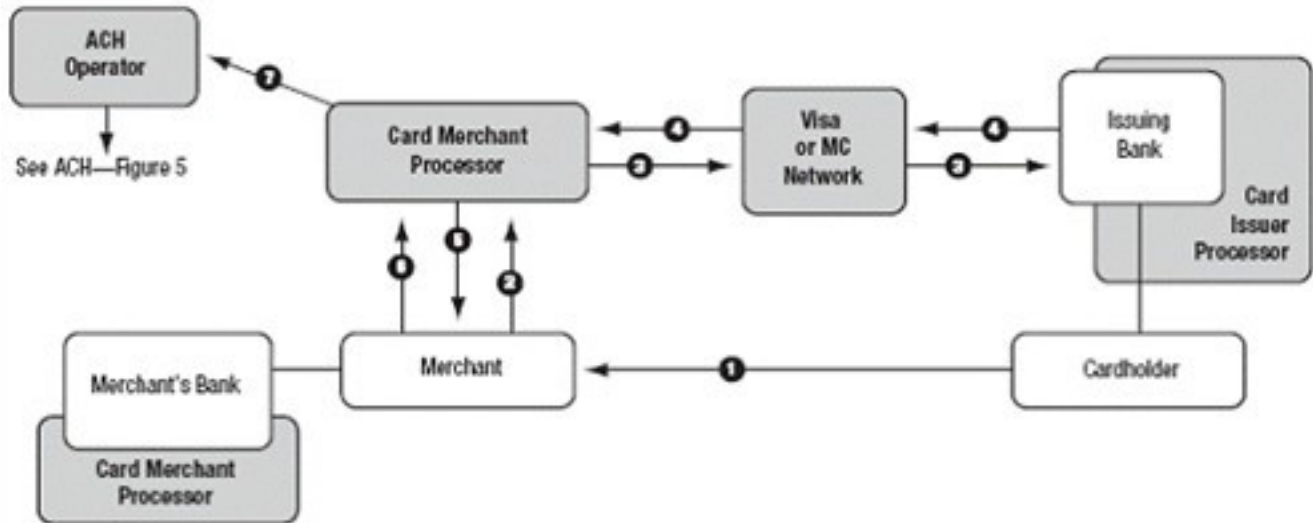 ACH
Operator
See ACH—Figure 5
7
Card Merchant
Processor
4
3
Visa
or MC
Network
4
3
Issuing
Bank
Card
Issuer
Processor
5
2
Merchant's Bank
Card Merchant
Processor
Merchant
1
Cardholder